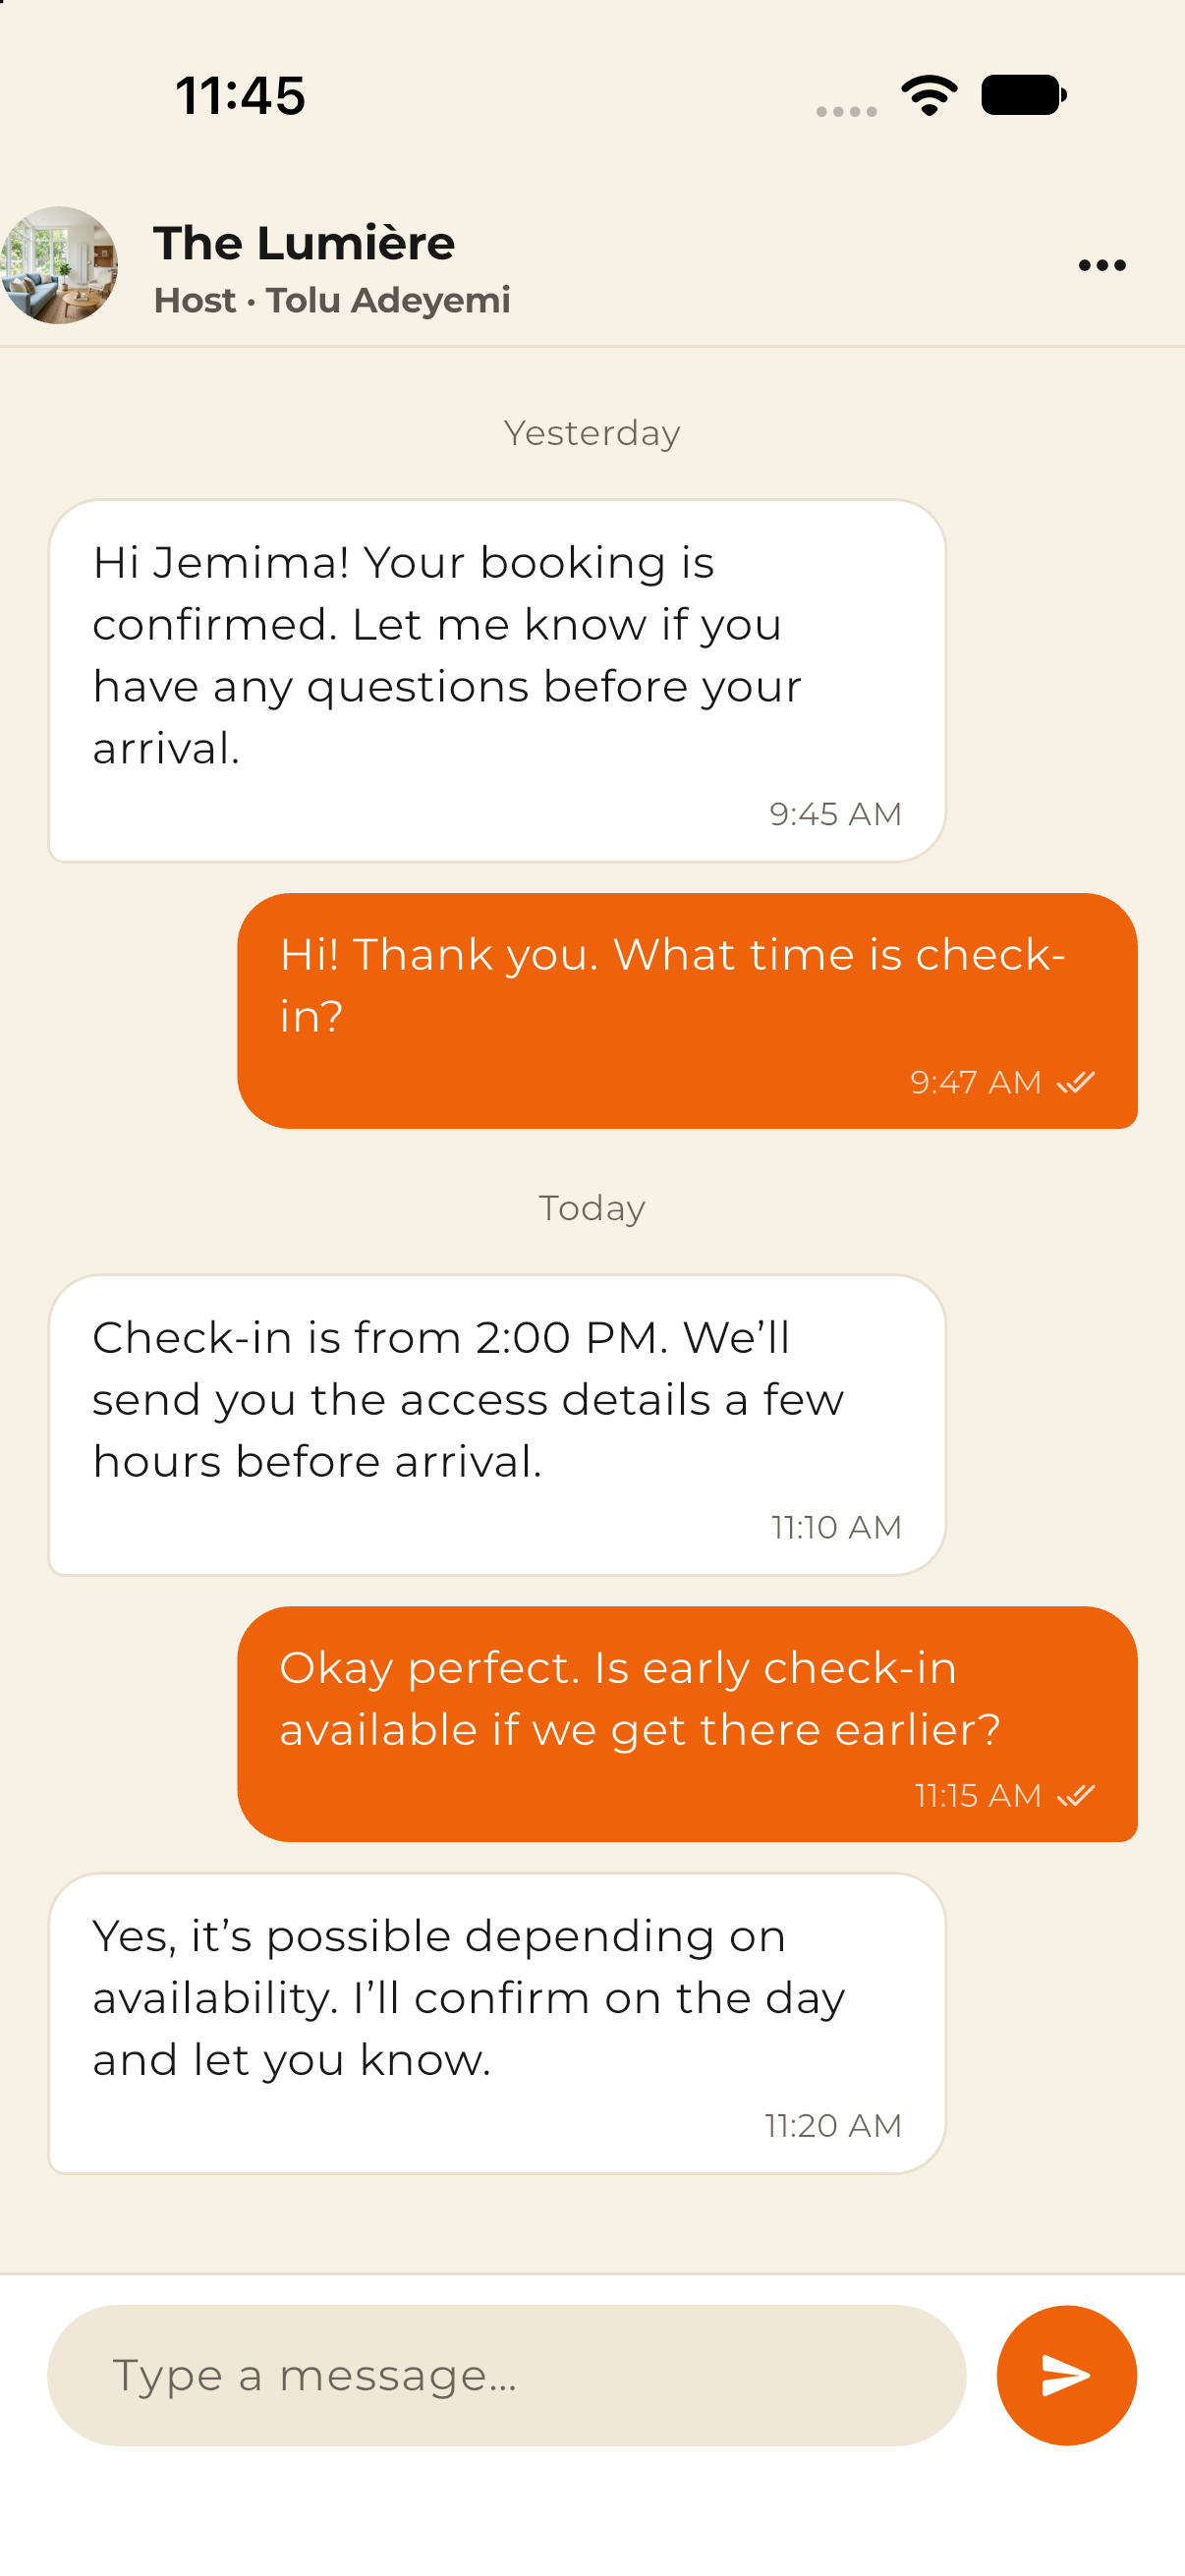 11:45
The Lumière
Host · Tolu Adeyemi
Yesterday
Hi Jemima! Your booking is
confirmed. Let me know if you
have any questions before your
arrival.
9:45 AM
Hi! Thank you. What time is check-
in?
9:47 AM
Today
Check-in is from 2:00 PM. We’ll
send you the access details a few
hours before arrival.
11:10 AM
Okay perfect. Is early check-in
available if we get there earlier?
11:15 AM
Yes, it’s possible depending on
availability. I’ll confirm on the day
and let you know.
11:20 AM
Type a message...